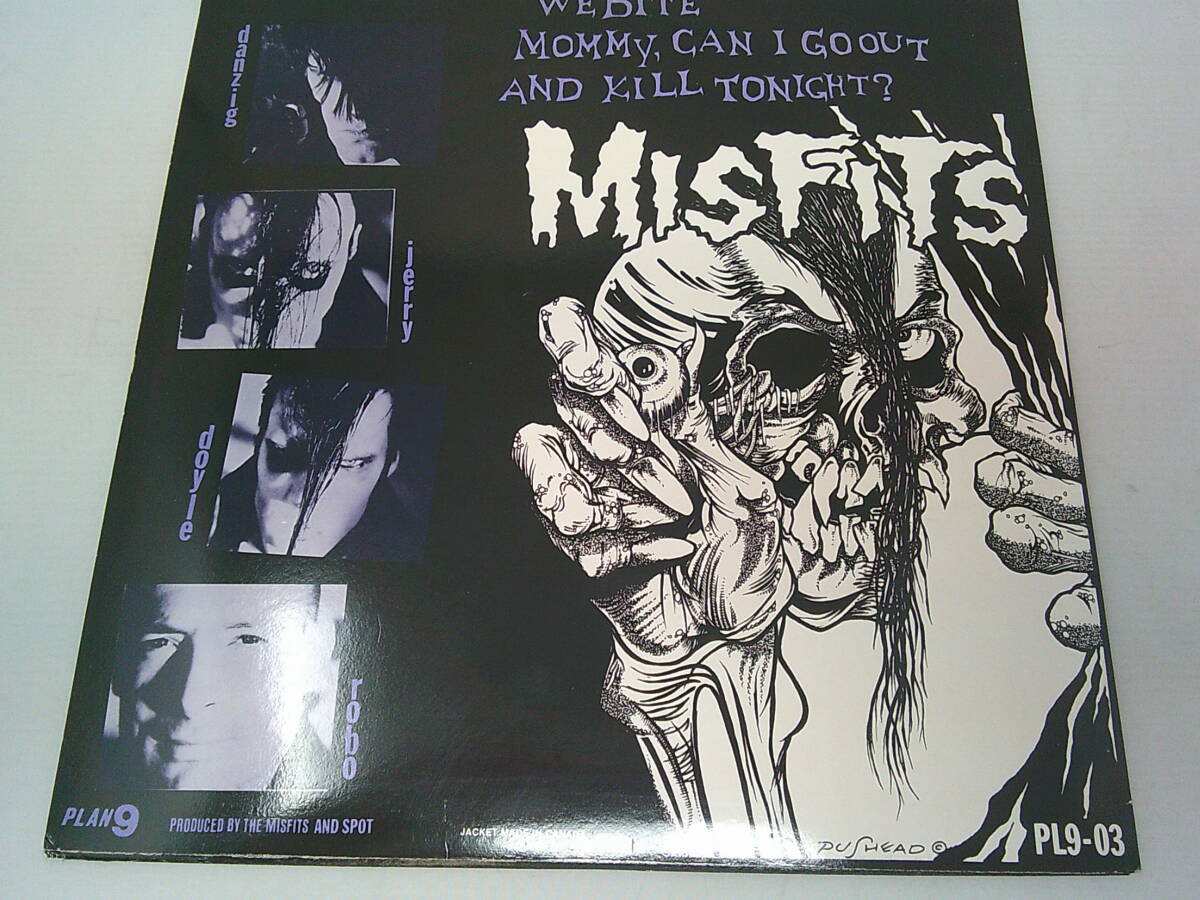 WE BITE
MOMMY, CAN I GO OUT
AND KILL TONIGHT?
danzig
MISFITS
jerry
doyle
robo
PLAN 9
PRODUCED BY THE MISFITS AND SPOT
JACKET MADE IN CANADA
PUSHEAD ©
PL9-03